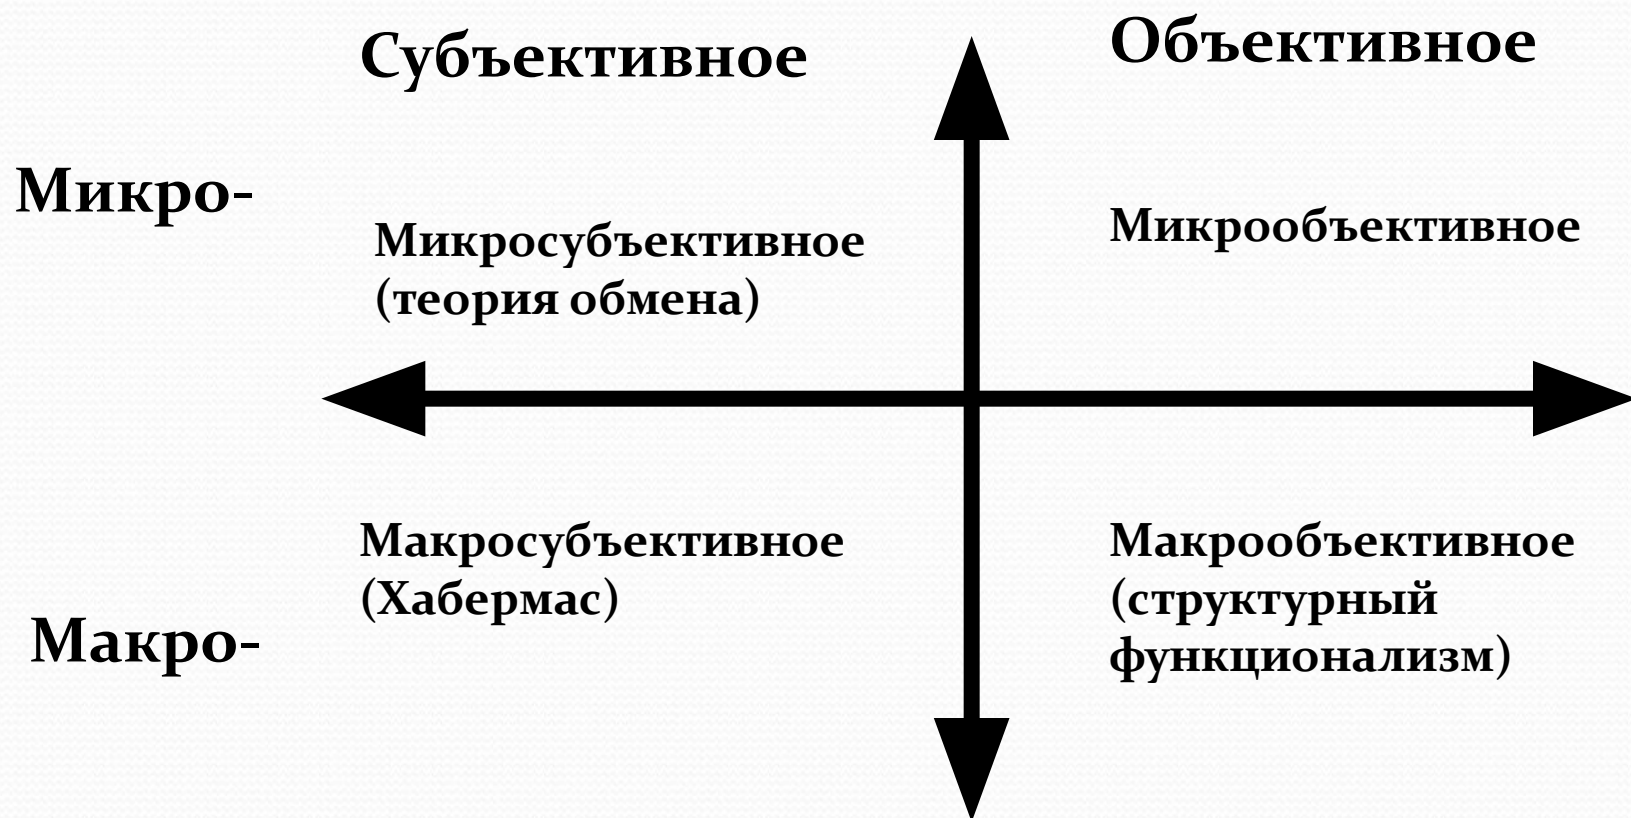 Субъективное
Объективное
Микро-
Микросубъективное
(теория обмена)
Микрообъективное
Макросубъективное
(Хабермас)
Макрообъективное
(структурный
функционализм)
Макро-